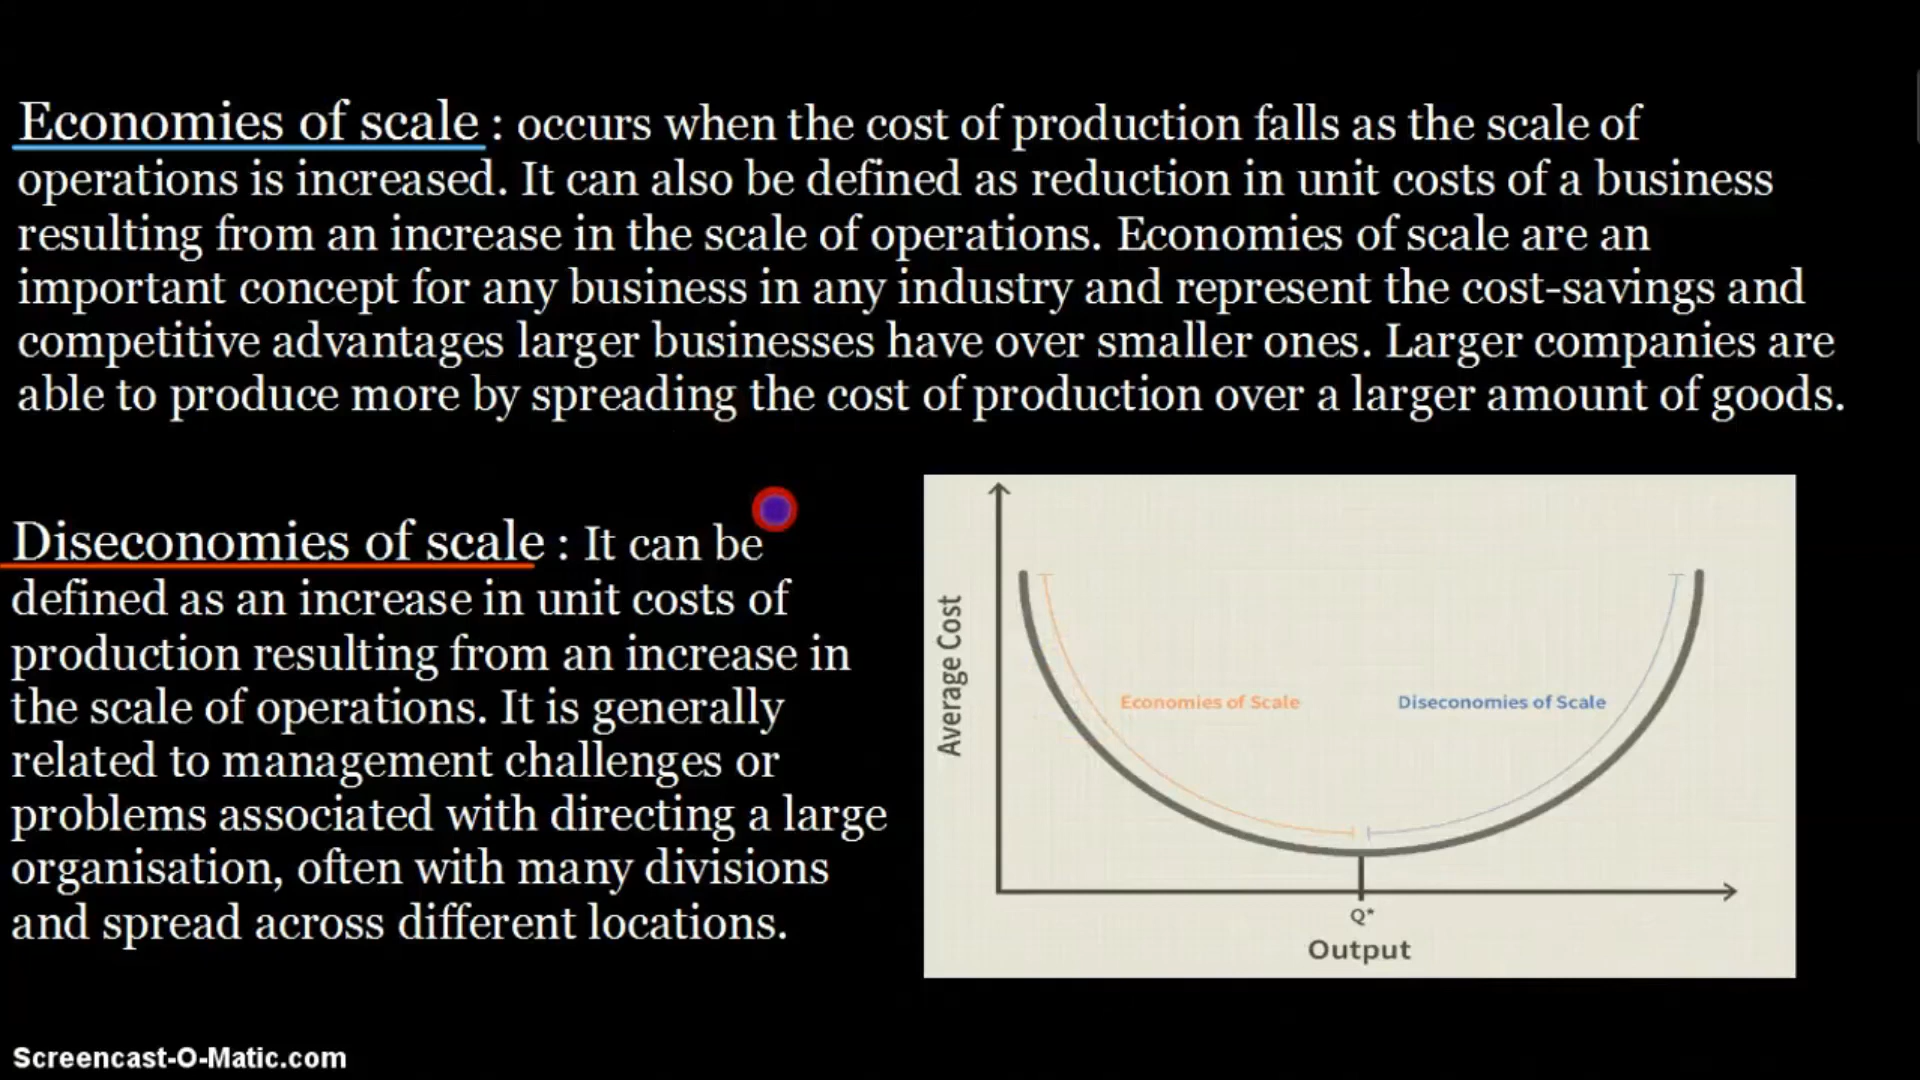 Economies of scale : occurs when the cost of production falls as the scale of
operations is increased. It can also be defined as reduction in unit costs of a business
resulting from an increase in the scale of operations. Economies of scale are an
important concept for any business in any industry and represent the cost-savings and
competitive advantages larger businesses have over smaller ones. Larger companies are
able to produce more by spreading the cost of production over a larger amount of goods.
Diseconomies of scale : It can be
defined as an increase in unit costs of
production resulting from an increase in
the scale of operations. It is generally
related to management challenges or
problems associated with directing a large
organisation, often with many divisions
and spread across different locations.
Average Cost
Economies of Scale
Diseconomies of Scale
Q*
Output
Screencast-O-Matic.com